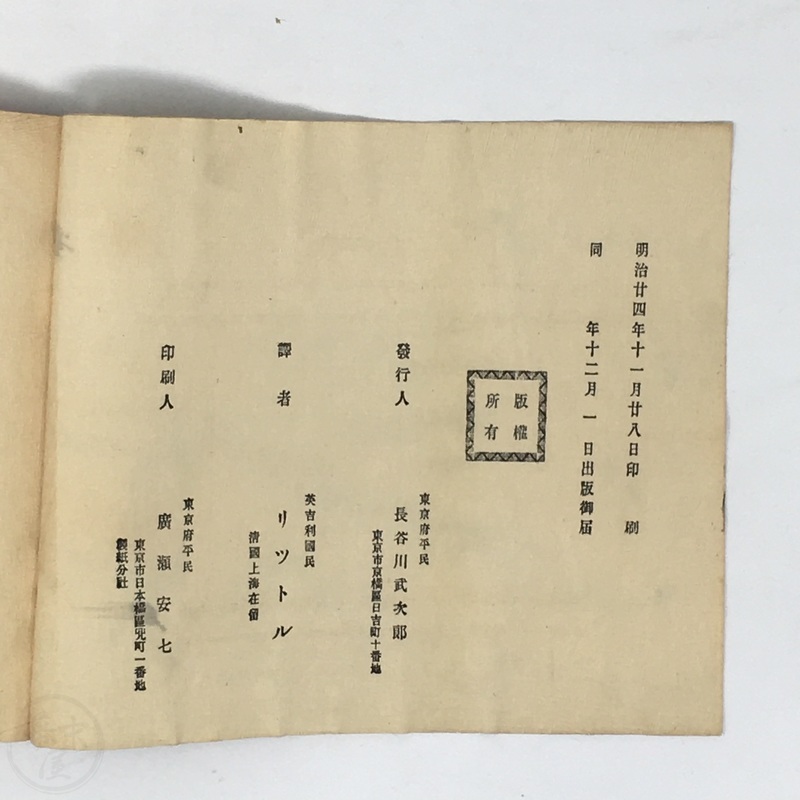 明治廿四年十一月廿八日印刷
同年十二月一日出版御届
版權
所有
發行人
東京府平民
長谷川武次郎
東京市京橋區日吉町十番地
譯者
英吉利國民
リツトル
清國上海在留
印刷人
東京府平民
廣瀬安七
東京市日本橋區兜町一番地
製紙分社